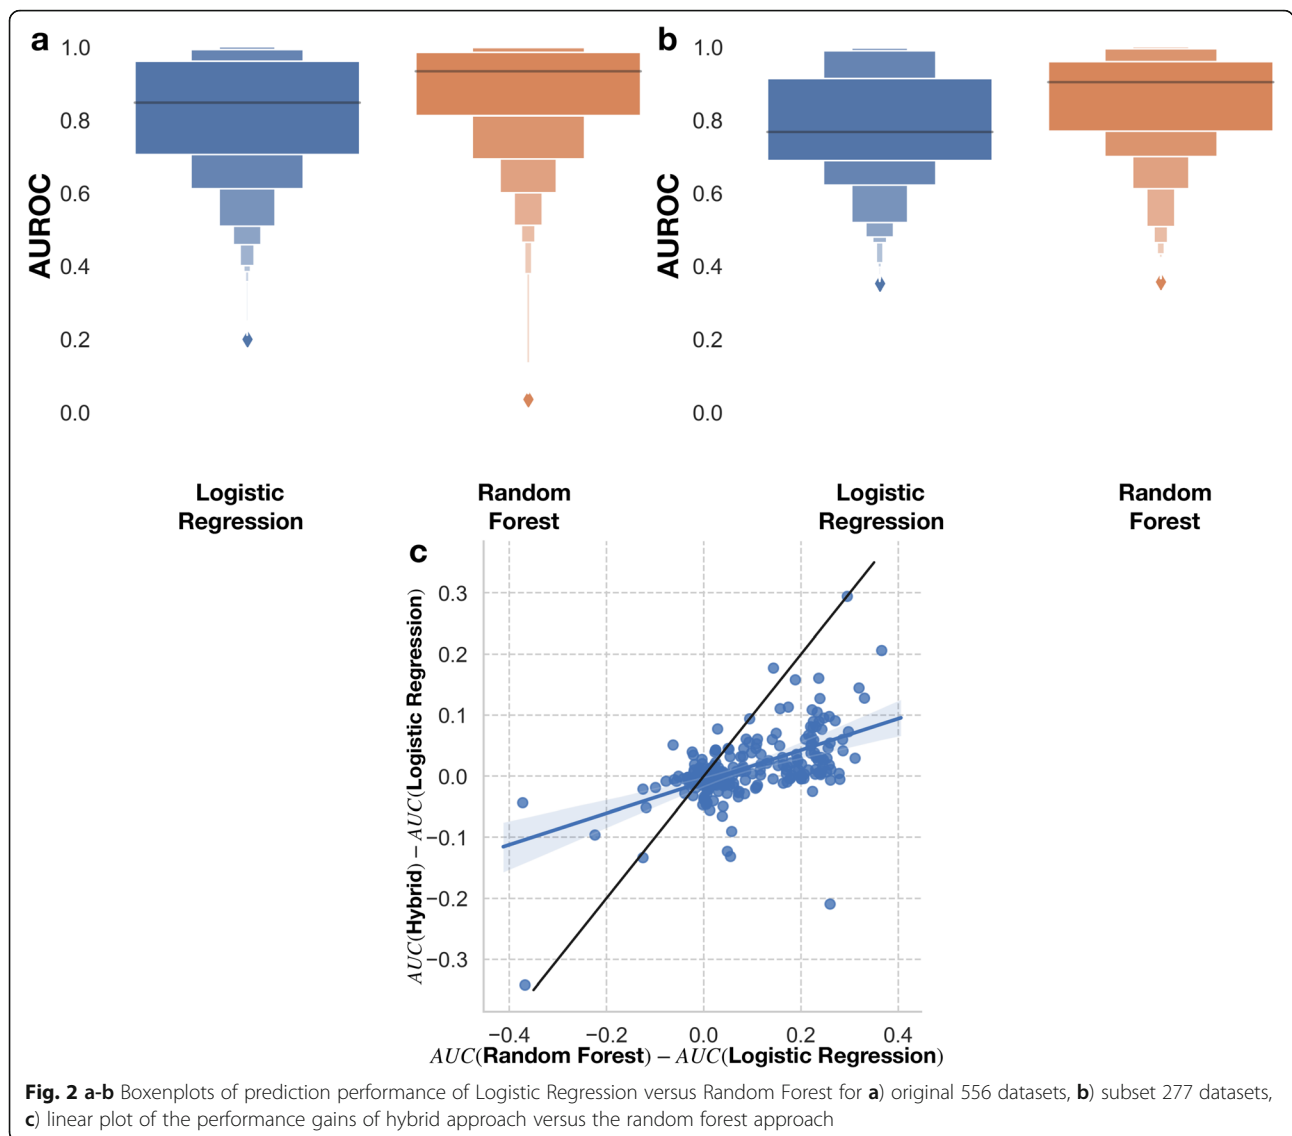 a
1.0
0.8
0.6
0.4
0.2
0.0
AUROC
Logistic
Regression
Random
Forest
b
1.0
0.8
0.6
0.4
0.2
0.0
AUROC
Logistic
Regression
Random
Forest
c
0.3
0.2
0.1
0.0
−0.1
−0.2
−0.3
AUC(Hybrid) − AUC(Logistic Regression)
−0.4 −0.2 0.0 0.2 0.4
AUC(Random Forest) − AUC(Logistic Regression)
Fig. 2 a-b Boxenplots of prediction performance of Logistic Regression versus Random Forest for a) original 556 datasets, b) subset 277 datasets,
c) linear plot of the performance gains of hybrid approach versus the random forest approach